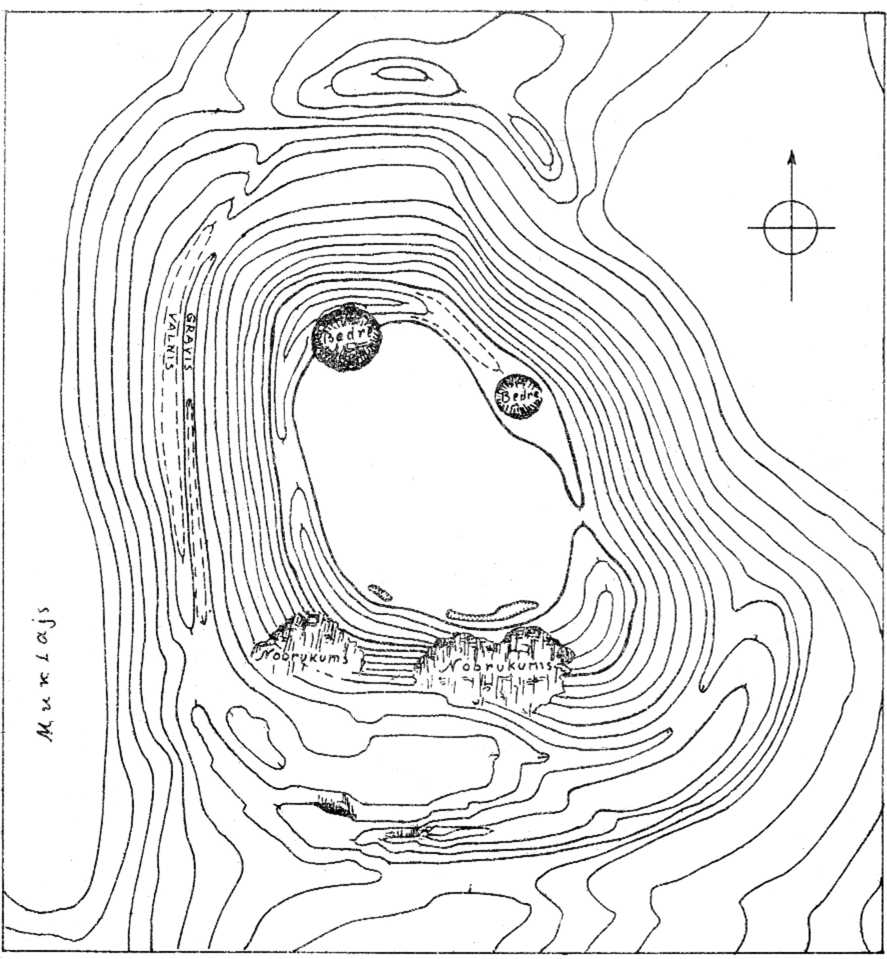 Bedre
Bedre
GRAVIS
VALNIS
Nobrukums
Nobrukums
Muklajs